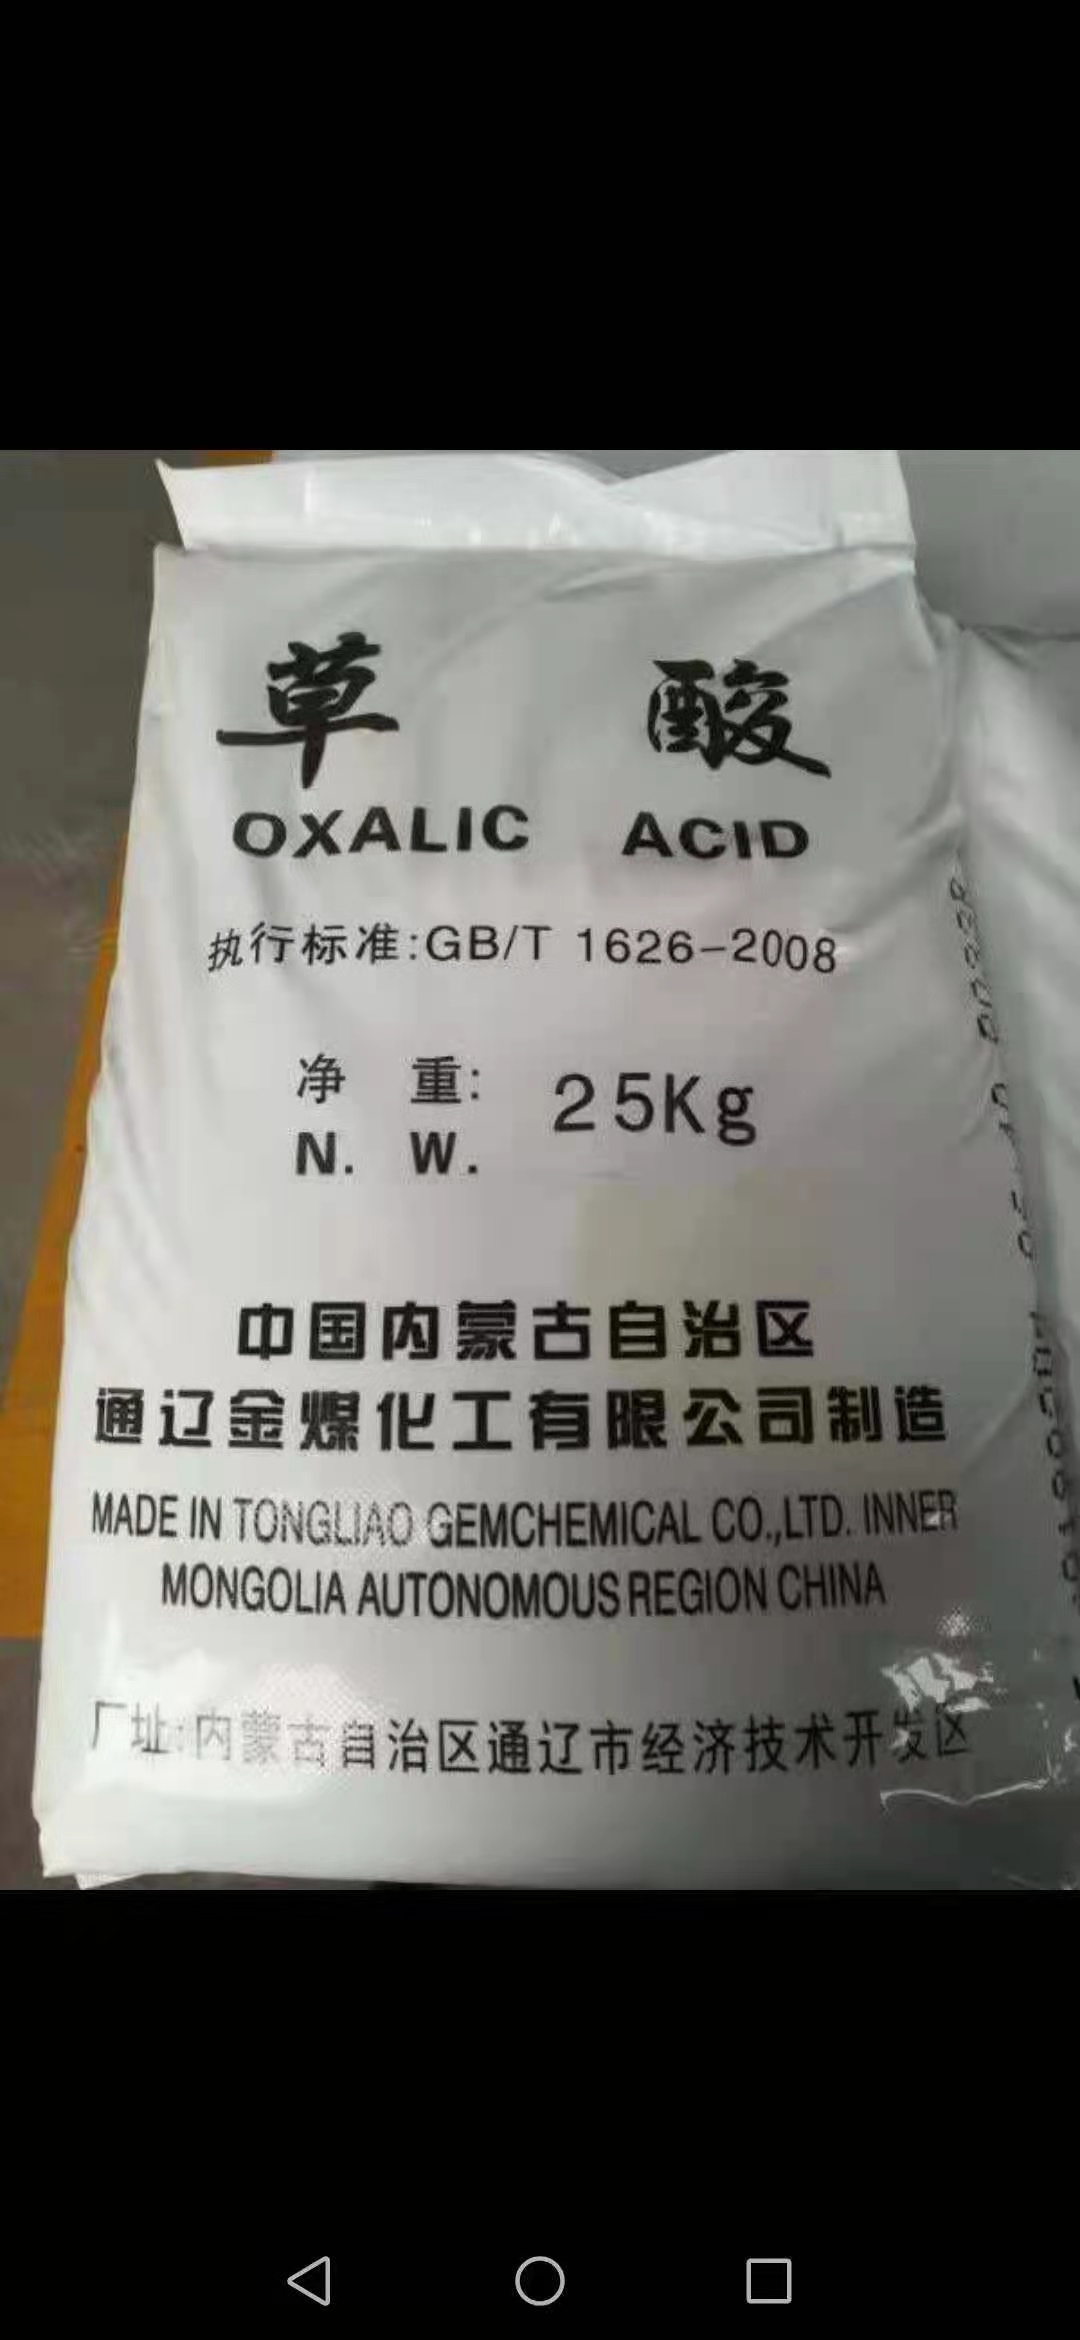 草 酸
OXALIC ACID
执行标准:GB/T 1626-2008
净 重: 25Kg
N. W.
中国内蒙古自治区
通辽金煤化工有限公司制造
MADE IN TONGLIAO GEMCHEMICAL CO.,LTD. INNER
MONGOLIA AUTONOMOUS REGION CHINA
厂址:内蒙古自治区通辽市经济技术开发区